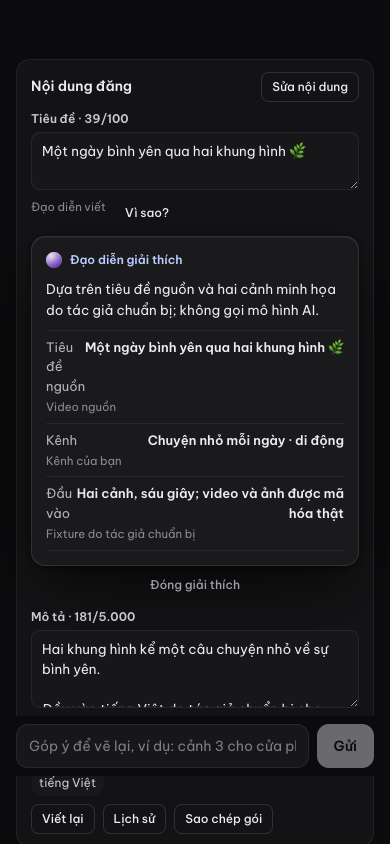 Nội dung đăng
Sửa nội dung
Tiêu đề · 39/100
Một ngày bình yên qua hai khung hình 🌿
Đạo diễn viết
Vì sao?
Đạo diễn giải thích
Dựa trên tiêu đề nguồn và hai cảnh minh họa
do tác giả chuẩn bị; không gọi mô hình AI.
Tiêu
đề
nguồn
Một ngày bình yên qua hai khung hình 🌿
Video nguồn
Kênh
Chuyện nhỏ mỗi ngày · di động
Kênh của bạn
Đầu
vào
Hai cảnh, sáu giây; video và ảnh được mã
hóa thật
Fixture do tác giả chuẩn bị
Đóng giải thích
Mô tả · 181/5.000
Hai khung hình kể một câu chuyện nhỏ về sự
bình yên.
Góp ý để vẽ lại, ví dụ: cảnh 3 cho cửa
Gửi
tiếng Việt
Viết lại
Lịch sử
Sao chép gói